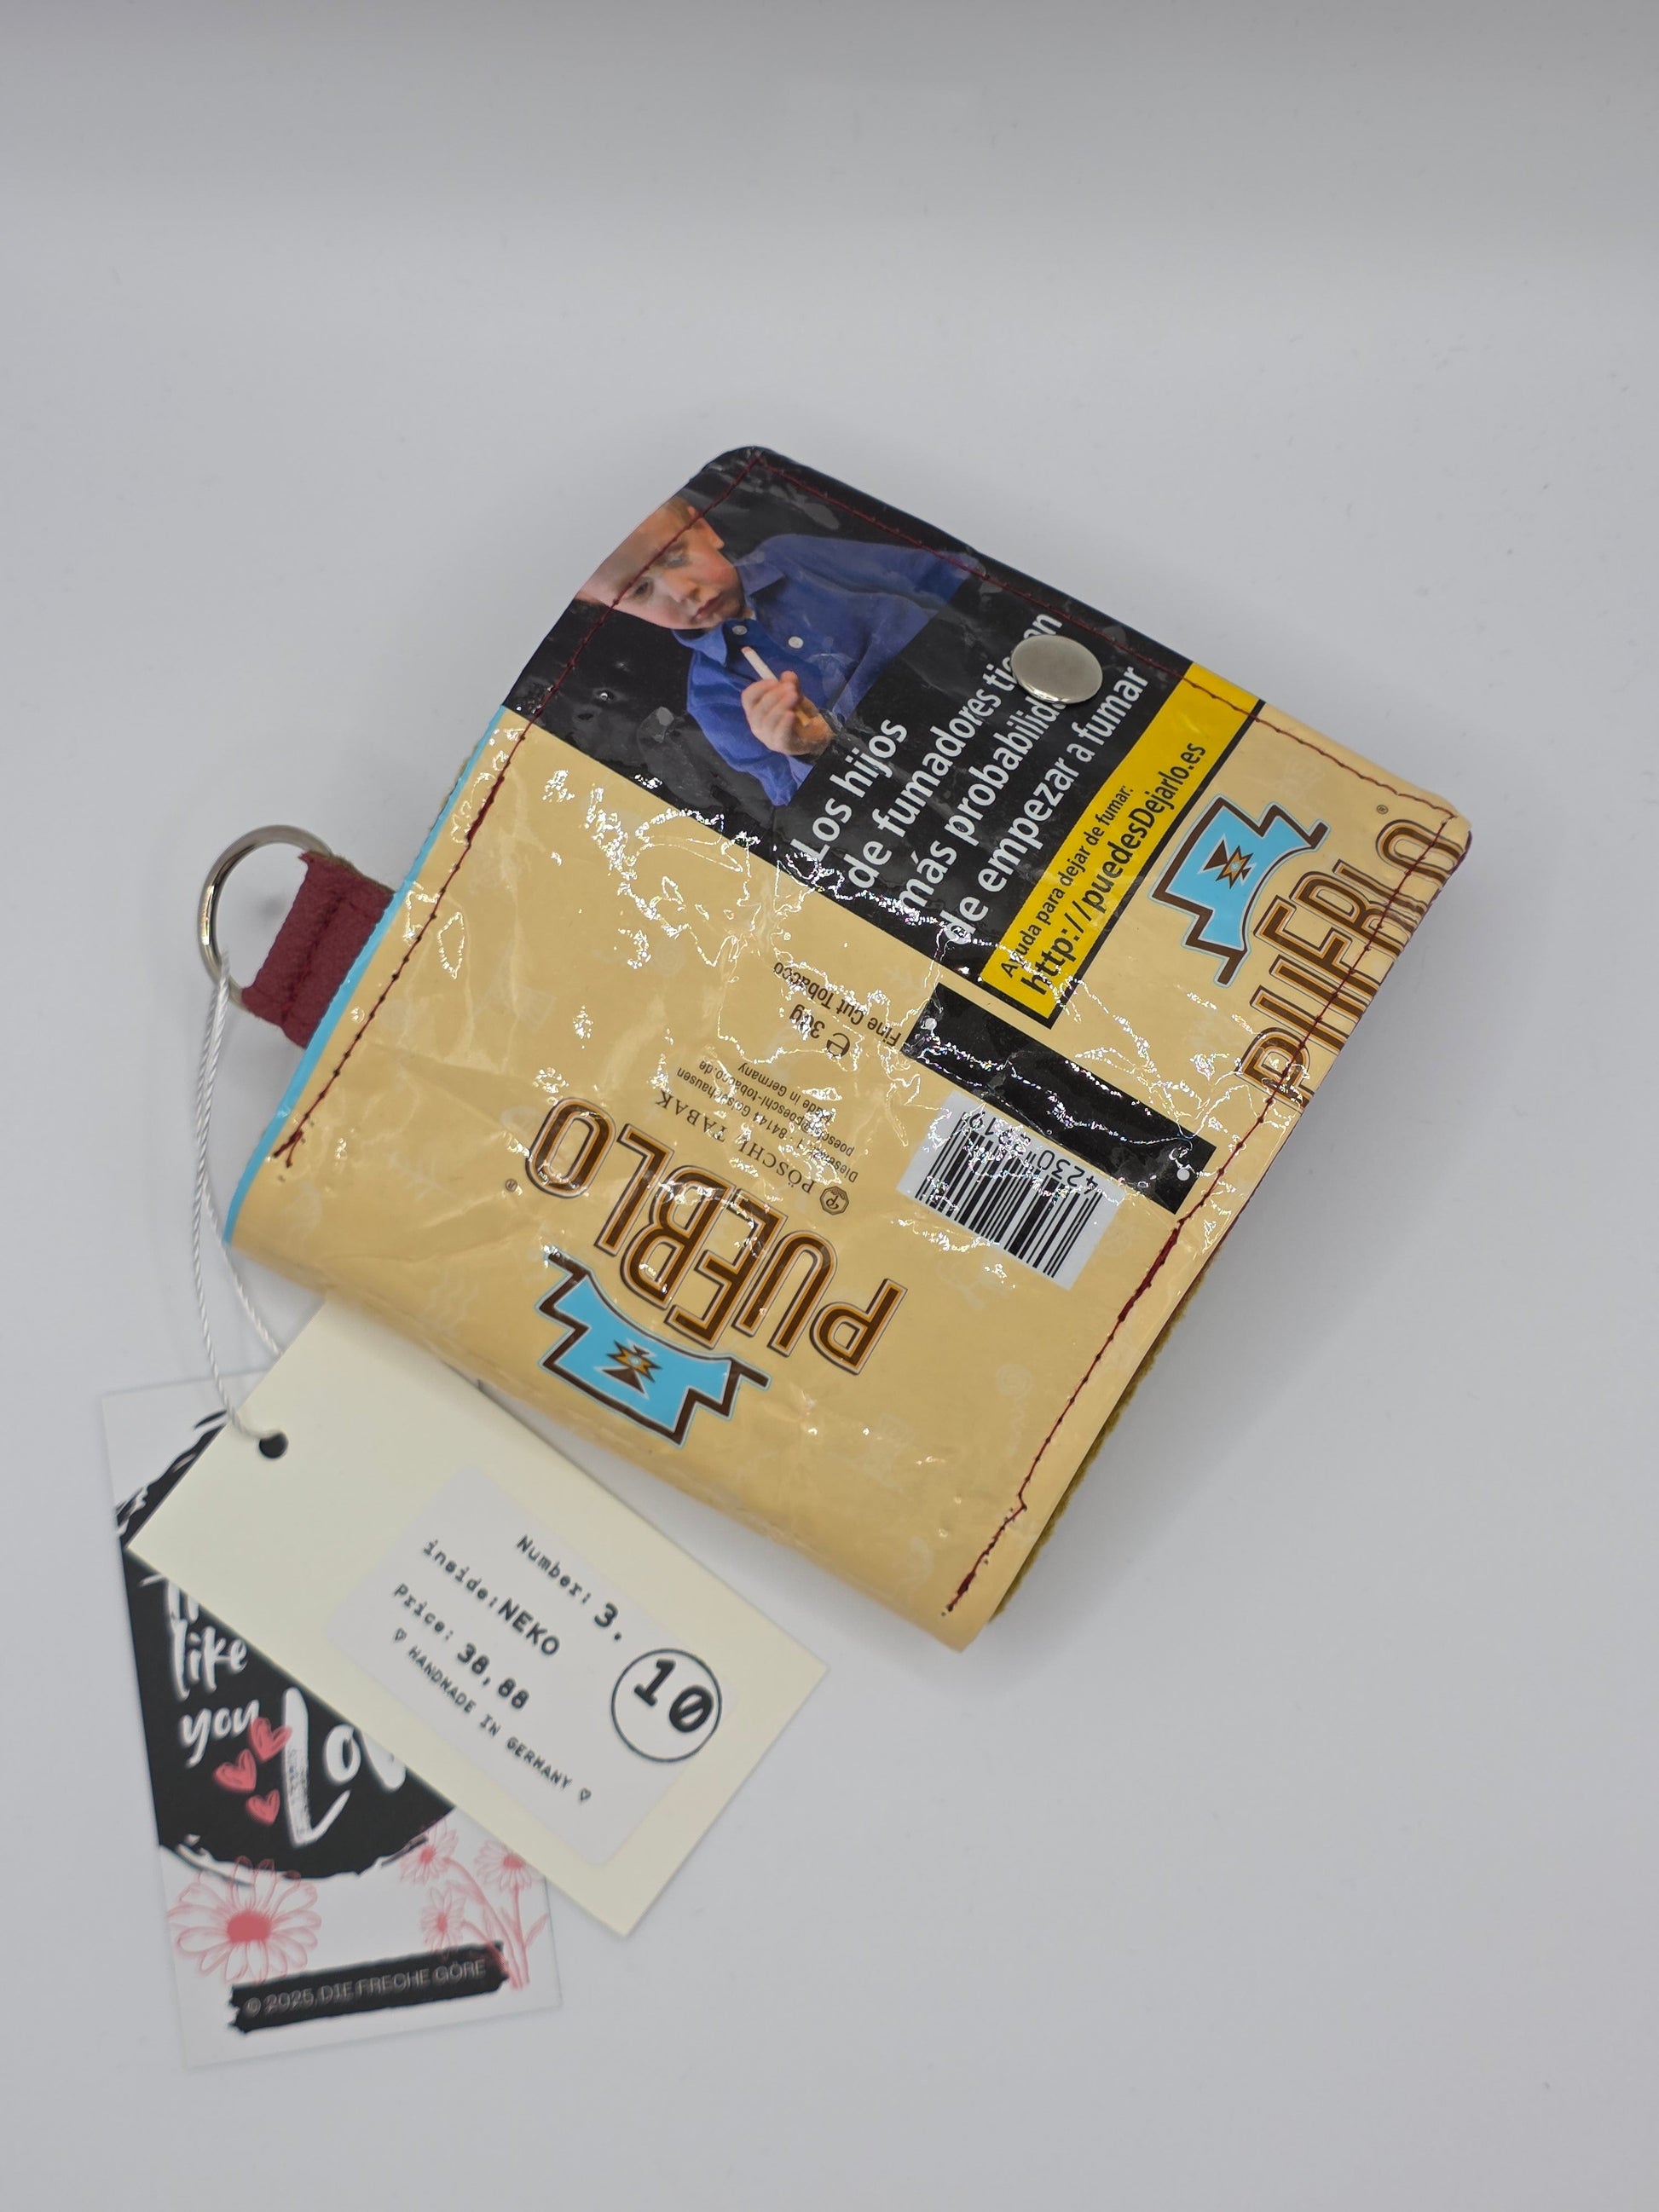 Los hijos
de fumadores
más
de empezar a fumar
Ayuda para dejar de fumar:
http://puedesDejarlo.es
PUEBLO
®
PUEBLO
®
PÖSCHL TABAK
Made in Germany
℮ 30g
Fine Cut Tobacco
Number: 3.
inside: NEKO
Price: 38,88
♡ HANDMADE IN GERMANY ♡
10
like
you
© 2025 DIE FRECHE GÖRE